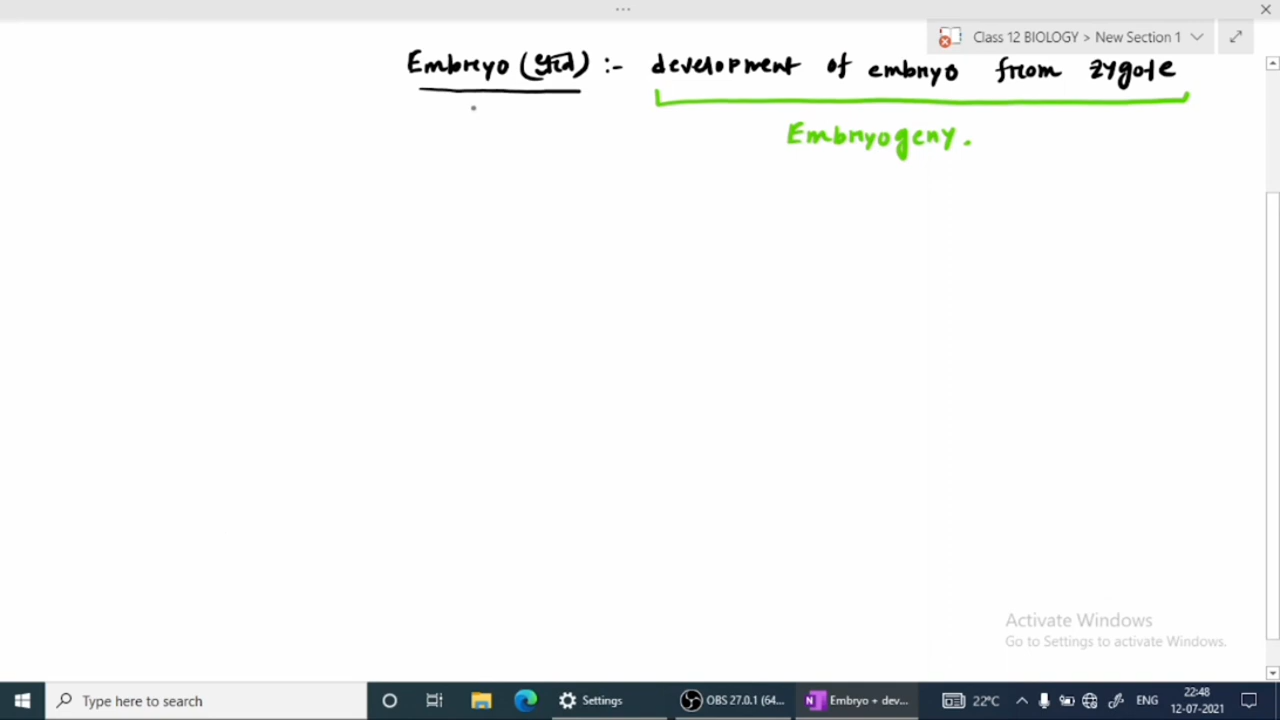 Class 12 BIOLOGY > New Section 1
Embryo (भ्रूण) :- development of embryo from zygote
Embryogeny.
Activate Windows
Go to Settings to activate Windows.
Type here to search
Settings
OBS 27.0.1 (64...
Embryo + dev...
22°C
ENG
22:48
12-07-2021